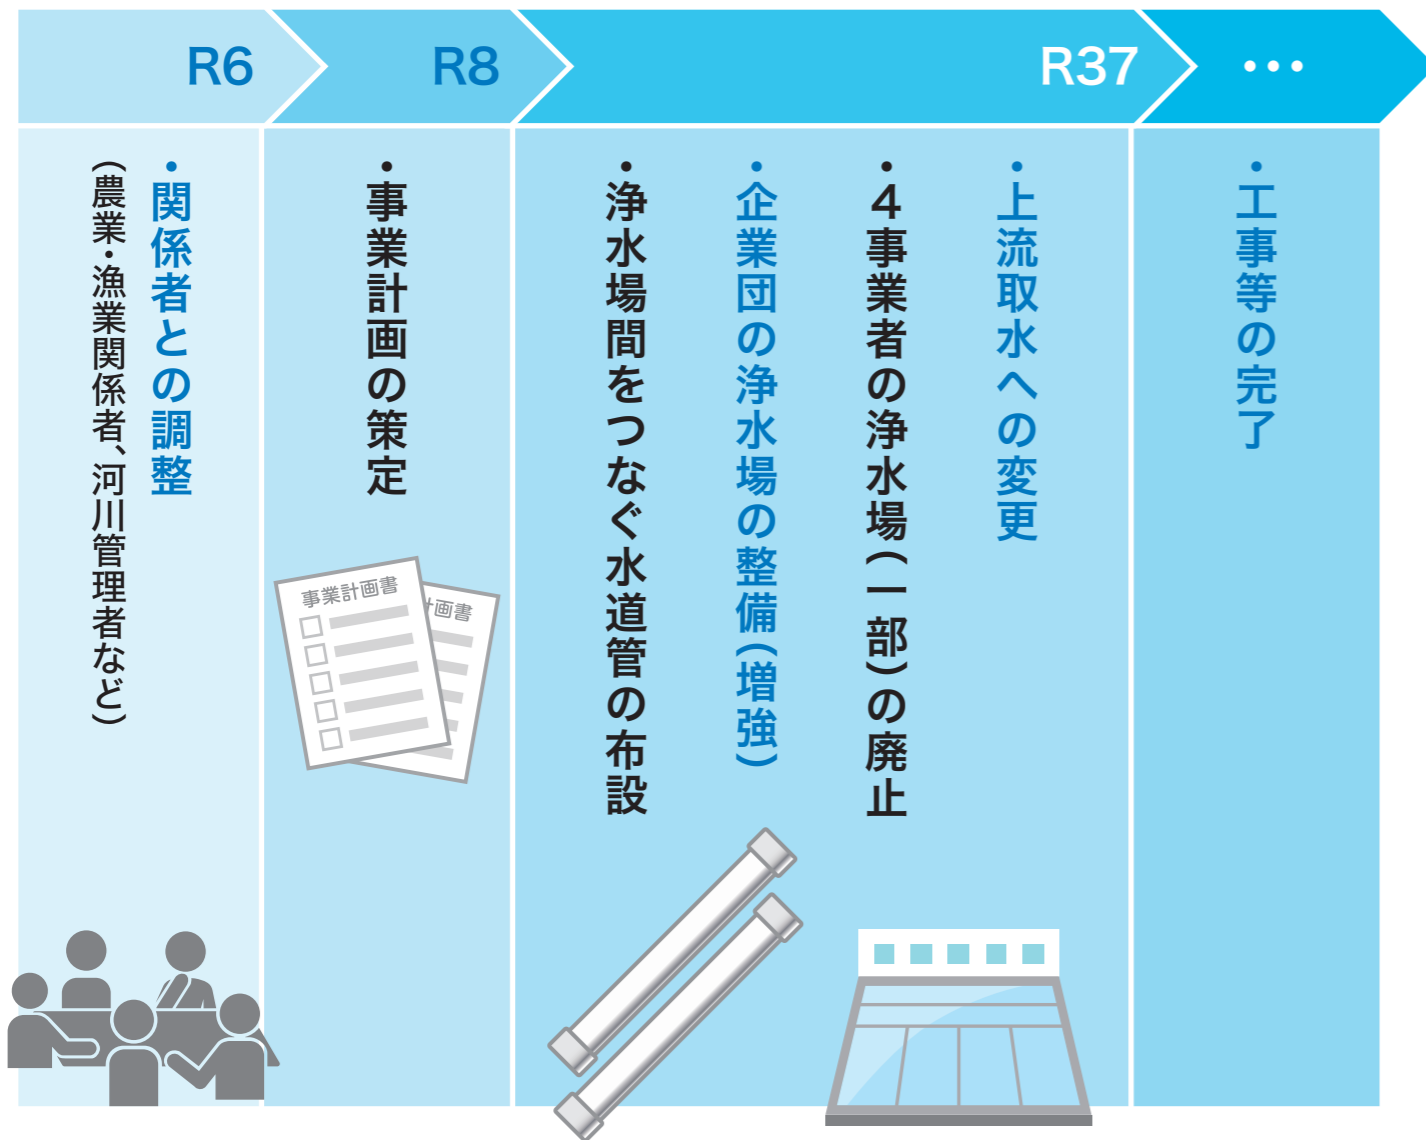 R6
R8
R37
・・・
・関係者との調整
（農業・漁業関係者、河川管理者など）
・事業計画の策定
事業計画書
計画書
・浄水場間をつなぐ水道管の布設
・企業団の浄水場の整備（増強）
・４事業者の浄水場（一部）の廃止
・上流取水への変更
・工事等の完了